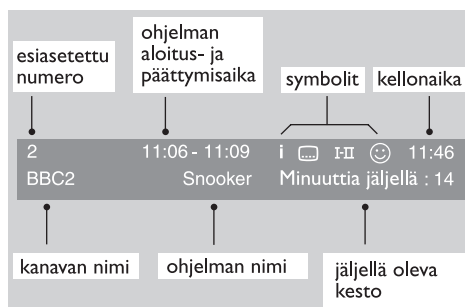 esiasetettu
numero
ohjelman
aloitus- ja
päättymisaika
symbolit
kellonaika
2 11:06 - 11:09 i I-II 11:46
BBC2 Snooker Minuuttia jäljellä : 14
kanavan nimi
ohjelman nimi
jäljellä oleva
kesto